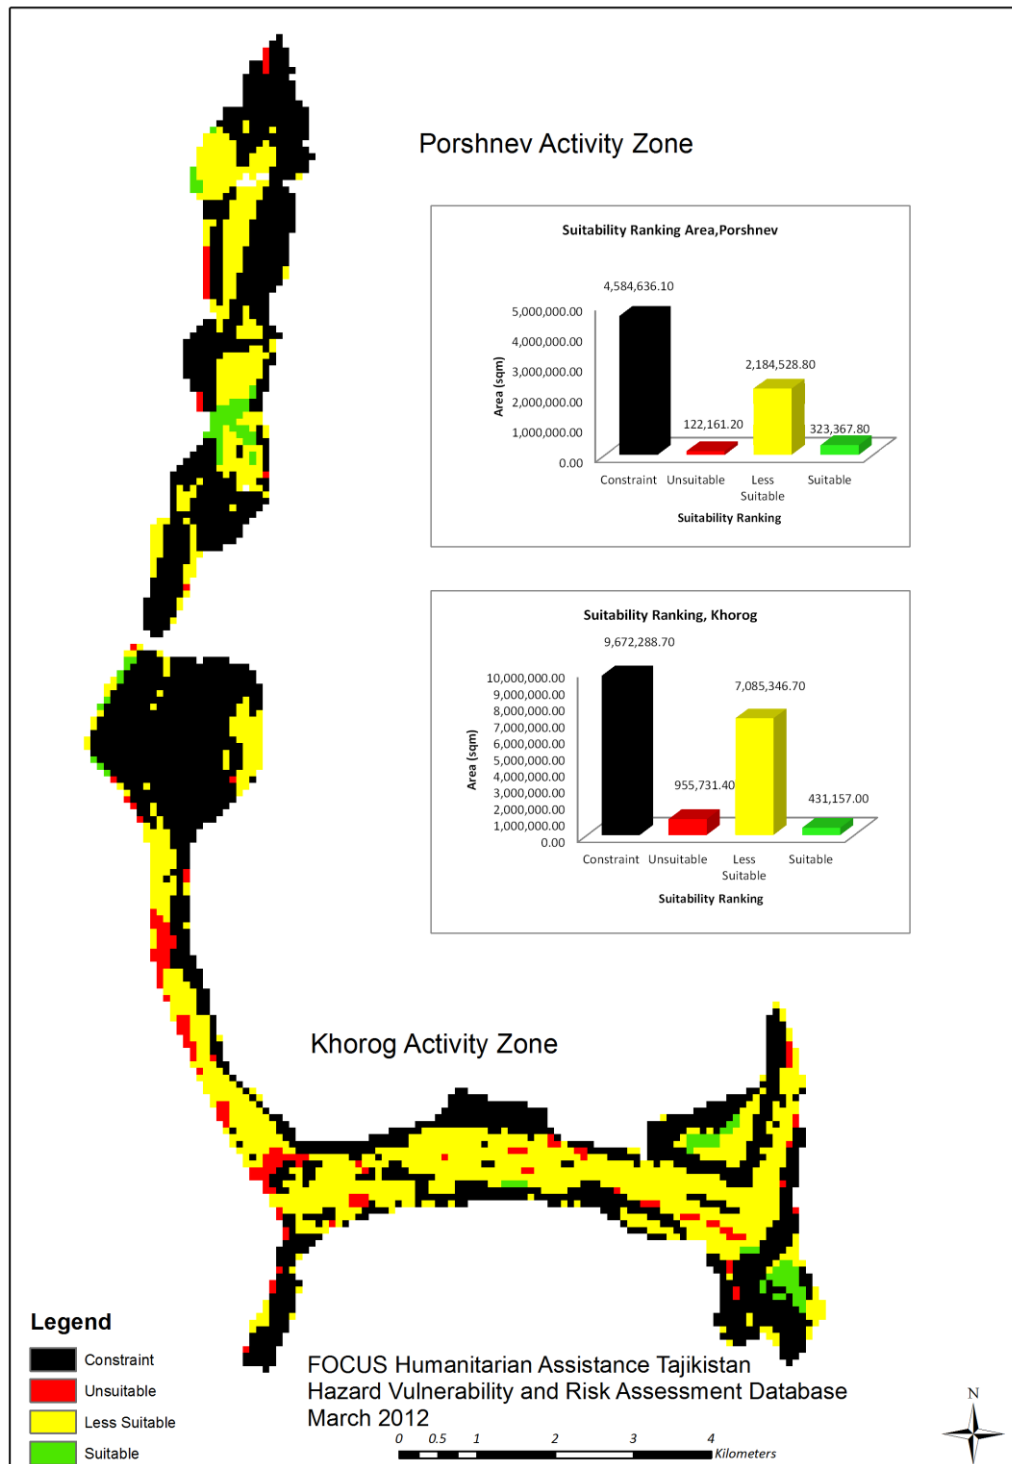 Porshnev Activity Zone
Suitability Ranking Area,Porshnev
4,584,636.10
5,000,000.00
4,000,000.00
3,000,000.00
2,000,000.00
1,000,000.00
0.00
Area (sqm)
2,184,528.80
122,161.20
323,367.80
Constraint Unsuitable Less Suitable Suitable
Suitability Ranking
Suitability Ranking, Khorog
9,672,288.70
10,000,000.00
9,000,000.00
8,000,000.00
7,000,000.00
6,000,000.00
5,000,000.00
4,000,000.00
3,000,000.00
2,000,000.00
1,000,000.00
0.00
Area (sqm)
7,085,346.70
955,731.40
431,157.00
Constraint Unsuitable Less Suitable Suitable
Suitability Ranking
Khorog Activity Zone
Legend
Constraint
Unsuitable
Less Suitable
Suitable
FOCUS Humanitarian Assistance Tajikistan
Hazard Vulnerability and Risk Assessment Database
March 2012
0 0.5 1 2 3 4
Kilometers
N